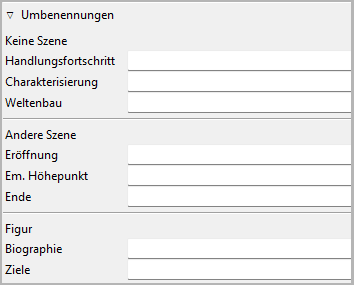 Umbenennungen
Keine Szene
Handlungsfortschritt
Charakterisierung
Weltenbau
Andere Szene
Eröffnung
Em. Höhepunkt
Ende
Figur
Biographie
Ziele